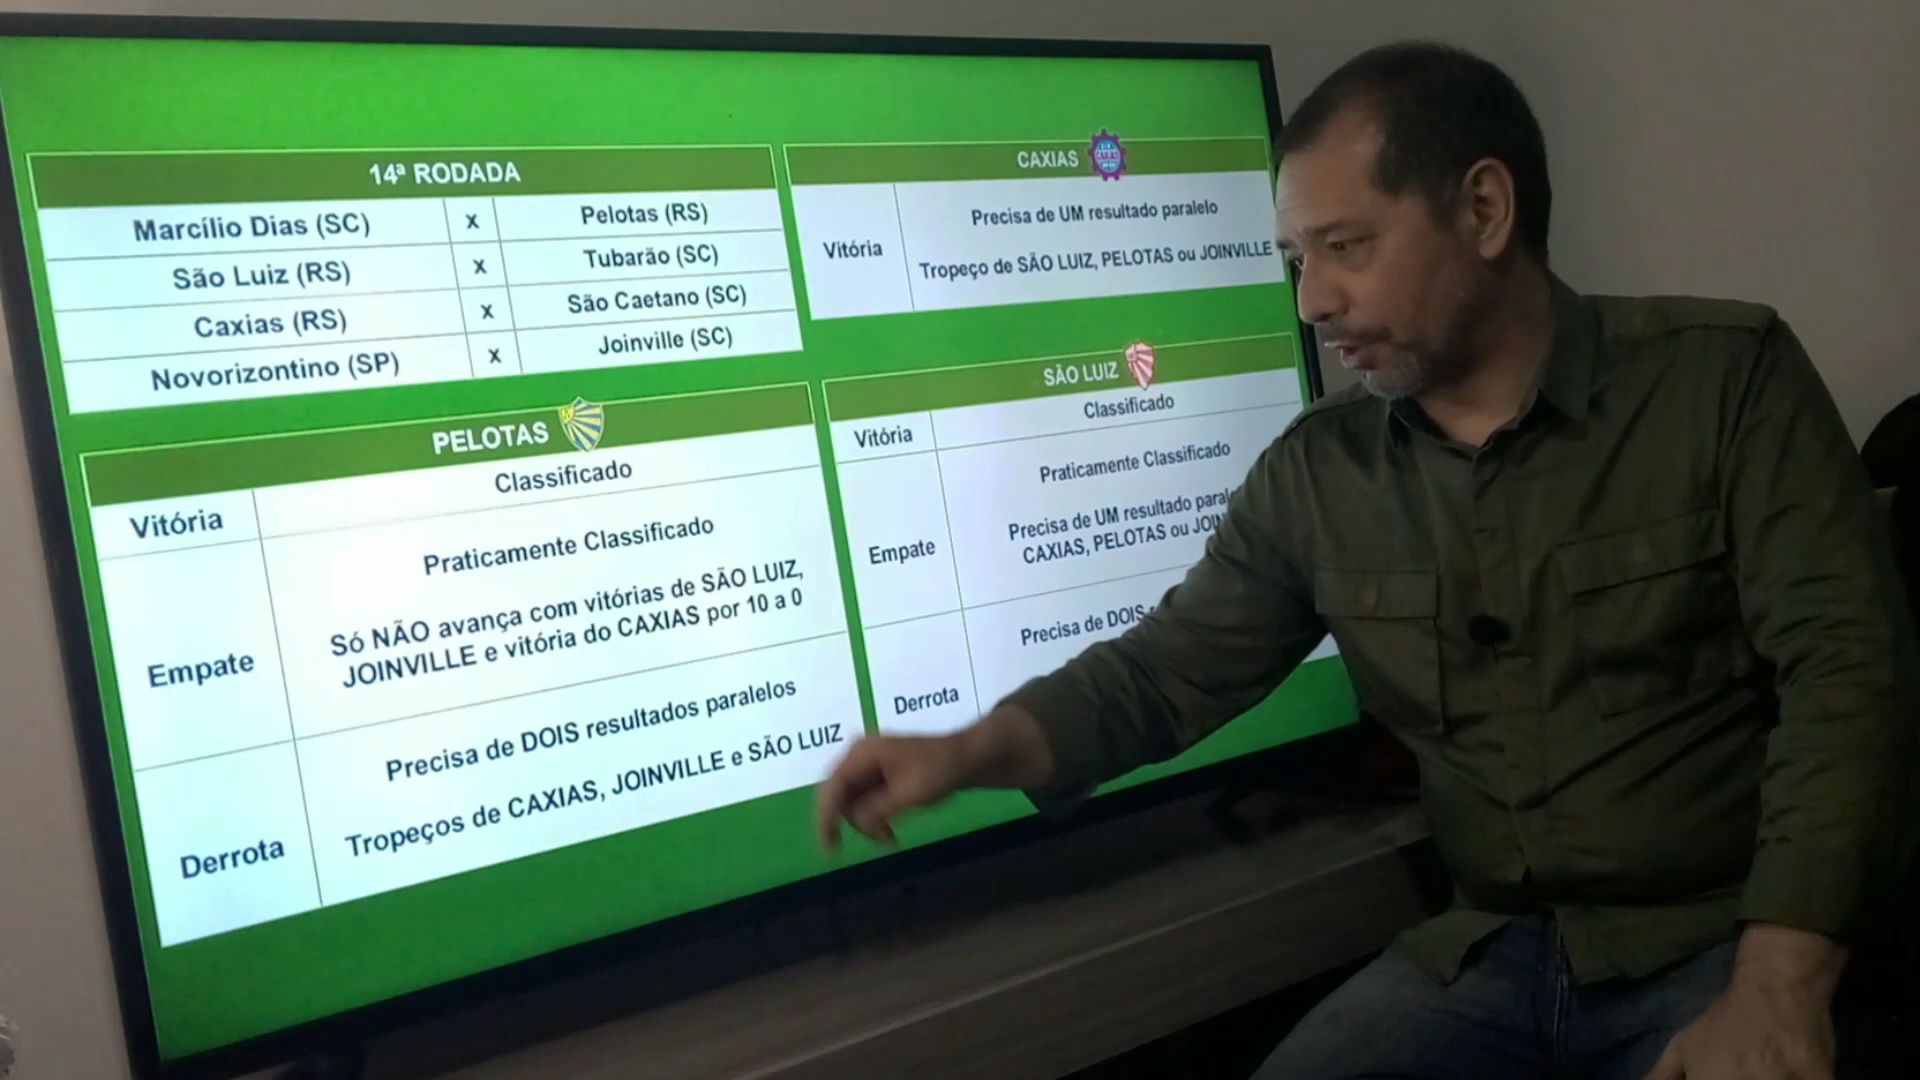 14ª RODADA
Marcílio Dias (SC) x Pelotas (RS)
São Luiz (RS) x Tubarão (SC)
Caxias (RS) x São Caetano (SC)
Novorizontino (SP) x Joinville (SC)
CAXIAS
CAXIAS
Vitória
Precisa de UM resultado paralelo
Tropeço de SÃO LUIZ, PELOTAS ou JOINVILLE
PELOTAS
Vitória
Classificado
Empate
Praticamente Classificado
Só NÃO avança com vitórias de SÃO LUIZ,
JOINVILLE e vitória do CAXIAS por 10 a 0
Derrota
Precisa de DOIS resultados paralelos
Tropeços de CAXIAS, JOINVILLE e SÃO LUIZ
SÃO LUIZ
Vitória
Classificado
Empate
Praticamente Classificado
Precisa de UM resultado
CAXIAS, PELOTAS ou
Derrota
Precisa de DOIS